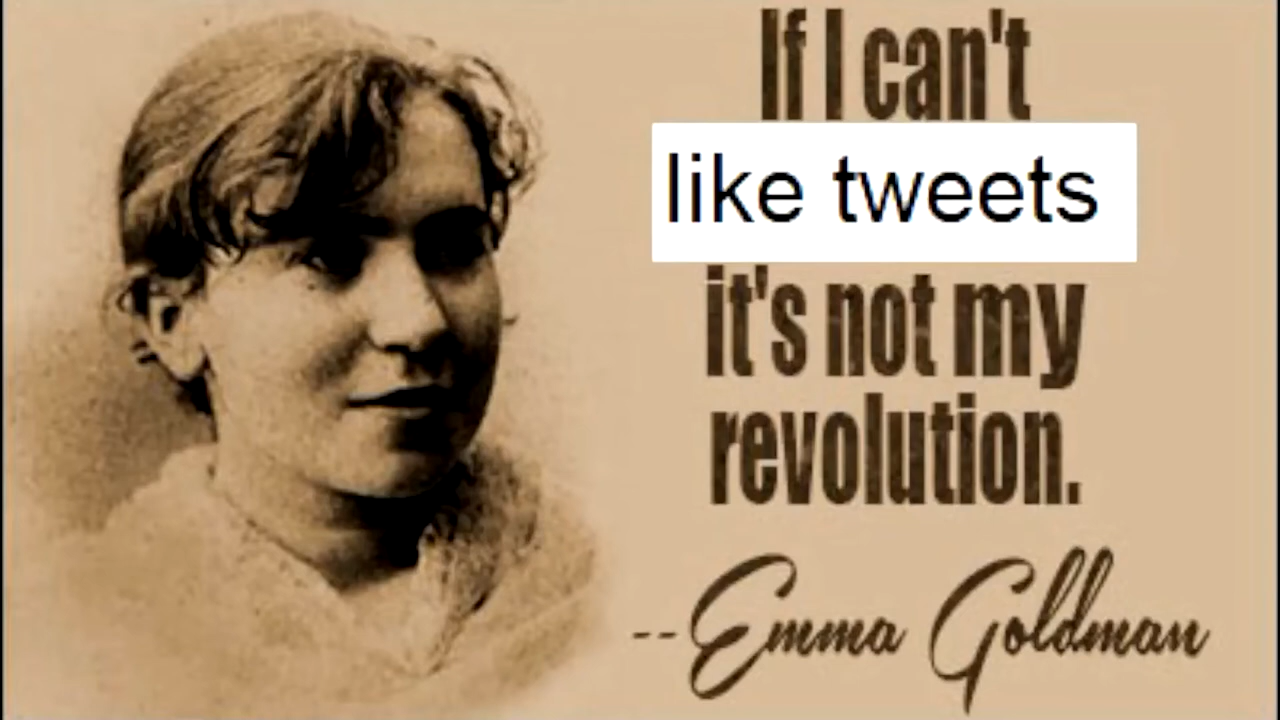 If I can't
like tweets
it's not my
revolution.
--Emma Goldman